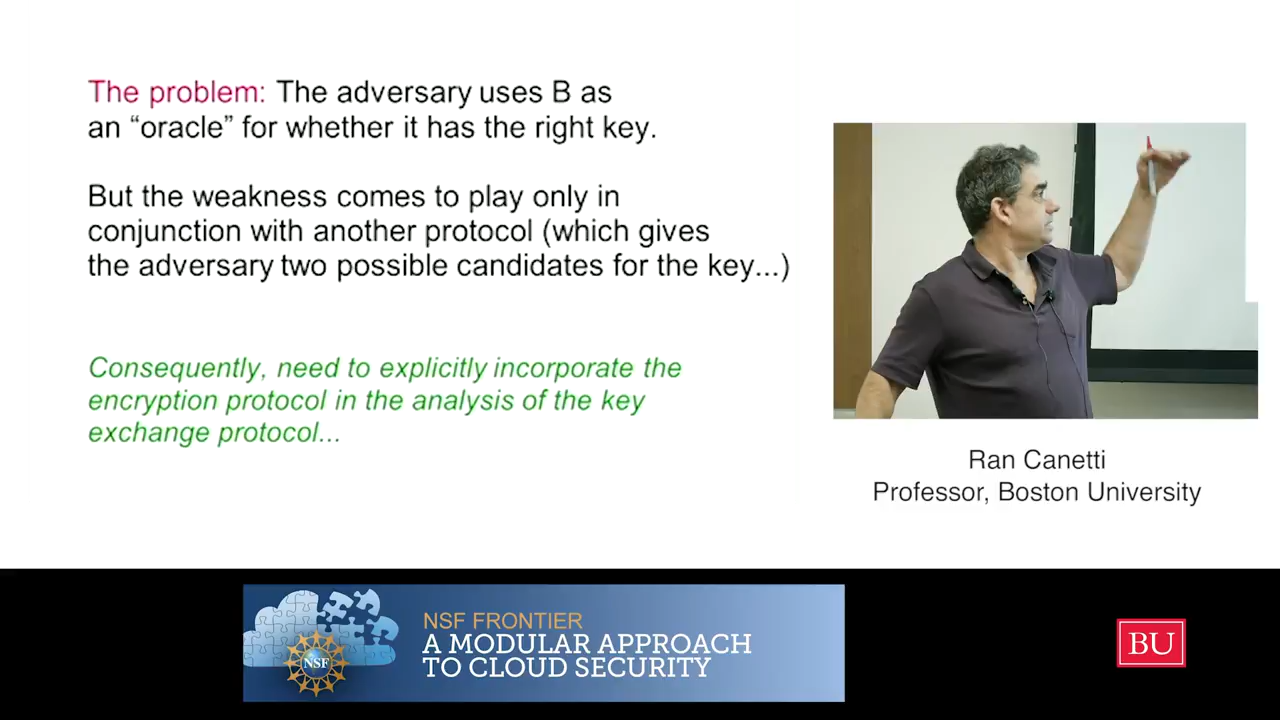 The problem: The adversary uses B as
an “oracle” for whether it has the right key.
But the weakness comes to play only in
conjunction with another protocol (which gives
the adversary two possible candidates for the key...)
Consequently, need to explicitly incorporate the
encryption protocol in the analysis of the key
exchange protocol...
Ran Canetti
Professor, Boston University
NSF FRONTIER
A MODULAR APPROACH
TO CLOUD SECURITY
NSF
BU